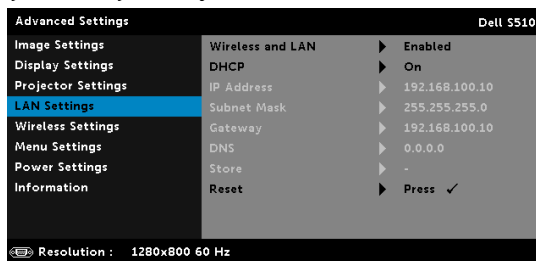 Advanced Settings Dell S510
Image Settings Wireless and LAN Enabled
Display Settings DHCP On
Projector Settings IP Address 192.168.100.10
LAN Settings Subnet Mask 255.255.255.0
Wireless Settings Gateway 192.168.100.10
Menu Settings DNS 0.0.0.0
Power Settings Store -
Information Reset Press ✓
Resolution : 1280x800 60 Hz